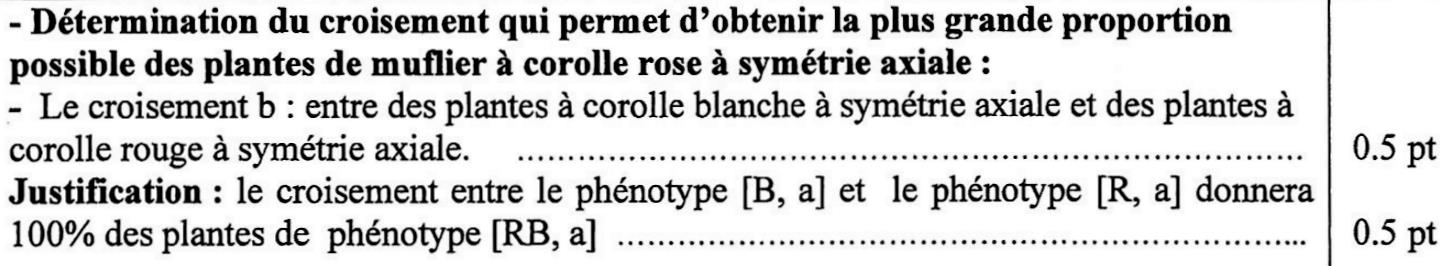 - Détermination du croisement qui permet d'obtenir la plus grande proportion
possible des plantes de muflier à corolle rose à symétrie axiale :
- Le croisement b : entre des plantes à corolle blanche à symétrie axiale et des plantes à
corolle rouge à symétrie axiale. ........................................................................ 0.5 pt
Justification : le croisement entre le phénotype [B, a] et le phénotype [R, a] donnera
100% des plantes de phénotype [RB, a] ............................................................... 0.5 pt